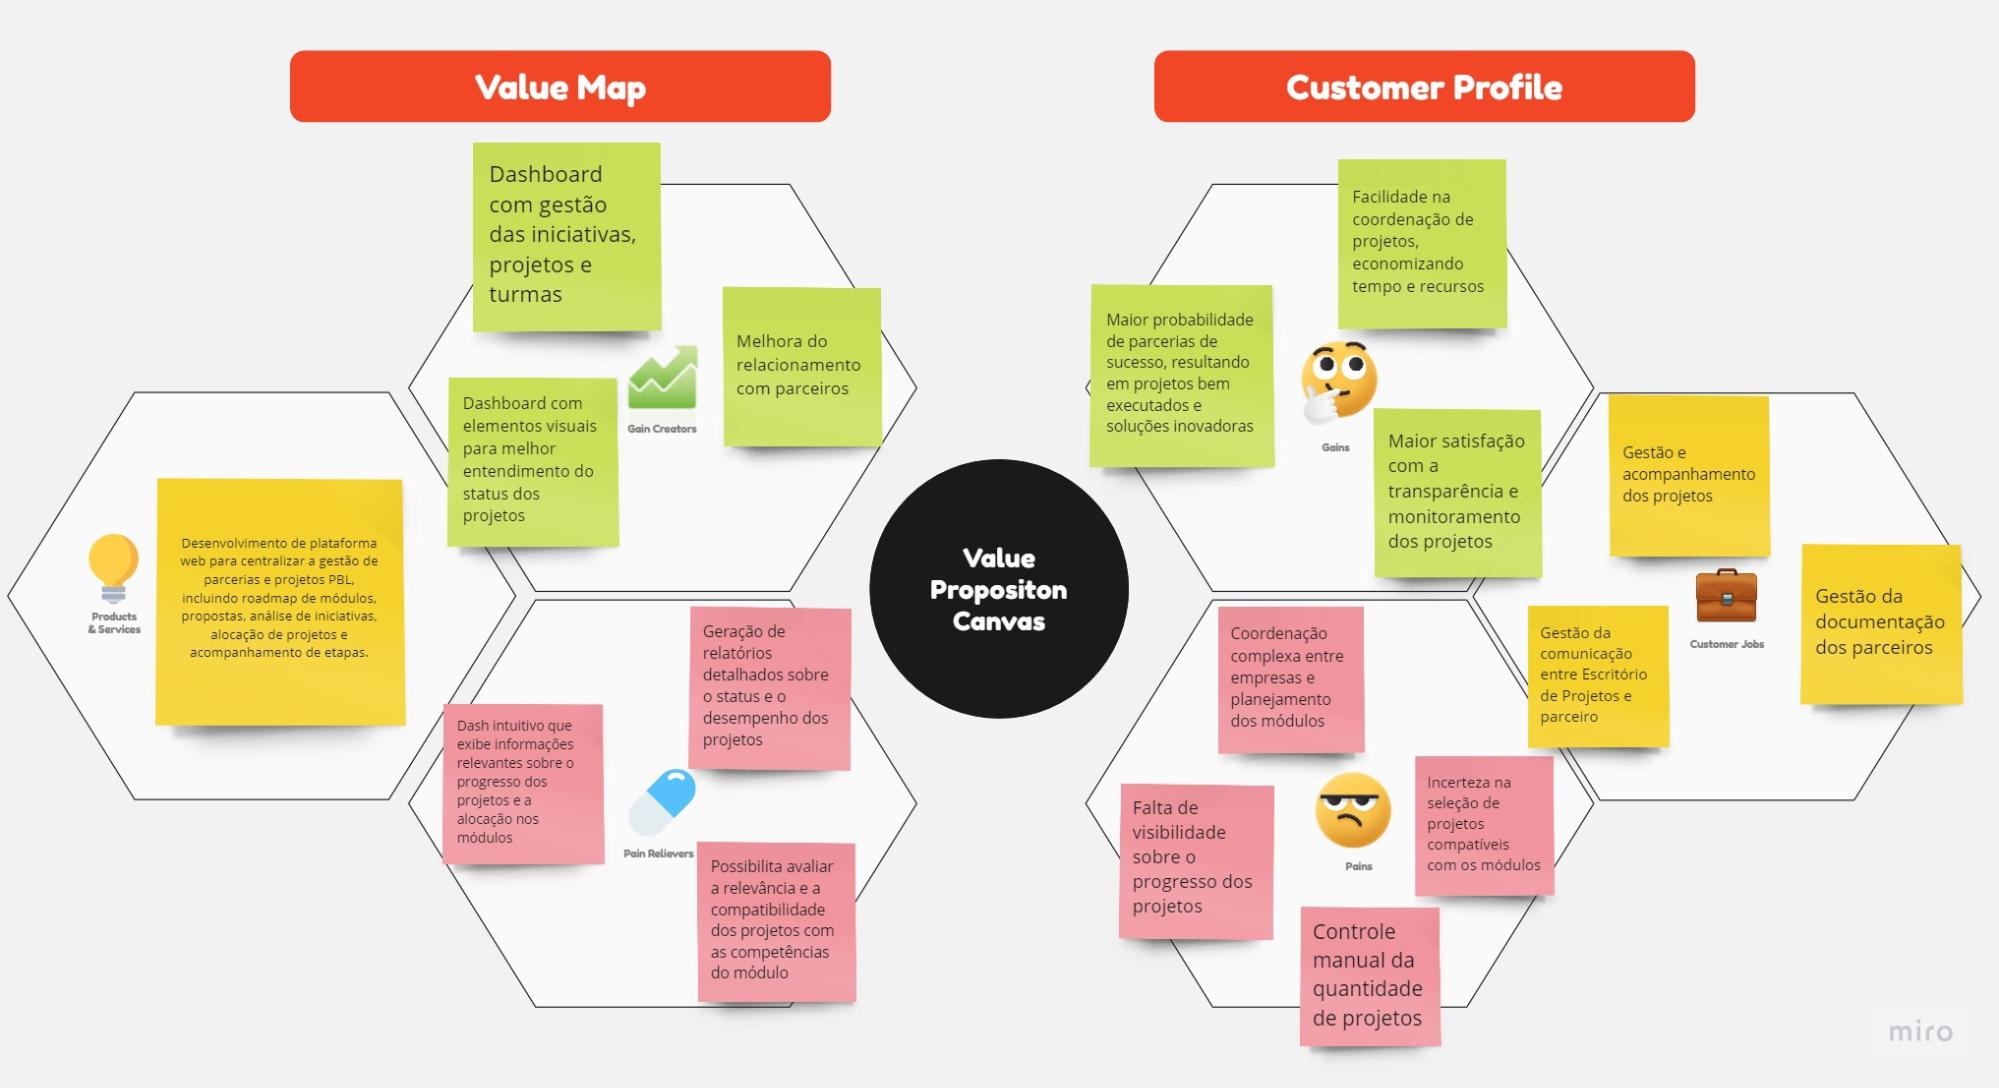 Value Map
Customer Profile
Dashboard
com gestão
das iniciativas,
projetos e
turmas
Melhora do
relacionamento
com parceiros
Dashboard com
elementos visuais
para melhor
entendimento do
status dos
projetos
Gain Creators
Desenvolvimento de plataforma
web para centralizar a gestão de
parcerias e projetos PBL,
incluindo roadmap de módulos,
propostas, análise de iniciativas,
alocação de projetos e
acompanhamento de etapas.
Products
& Services
Geração de
relatórios
detalhados sobre
o status e o
desempenho dos
projetos
Dash intuitivo que
exibe informações
relevantes sobre o
progresso dos
projetos e a
alocação nos
módulos
Pain Relievers
Possibilita avaliar
a relevância e a
compatibilidade
dos projetos com
as competências
do módulo
Value
Propositon
Canvas
Facilidade na
coordenação de
projetos,
economizando
tempo e recursos
Maior probabilidade
de parcerias de
sucesso, resultando
em projetos bem
executados e
soluções inovadoras
Gains
Maior satisfação
com a
transparência e
monitoramento
dos projetos
Gestão e
acompanhamento
dos projetos
Gestão da
documentação
dos parceiros
Gestão da
comunicação
entre Escritório
de Projetos e
parceiro
Customer Jobs
Coordenação
complexa entre
empresas e
planejamento
dos módulos
Falta de
visibilidade
sobre o
progresso dos
projetos
Pains
Incerteza na
seleção de
projetos
compatíveis
com os módulos
Controle
manual da
quantidade
de projetos
miro